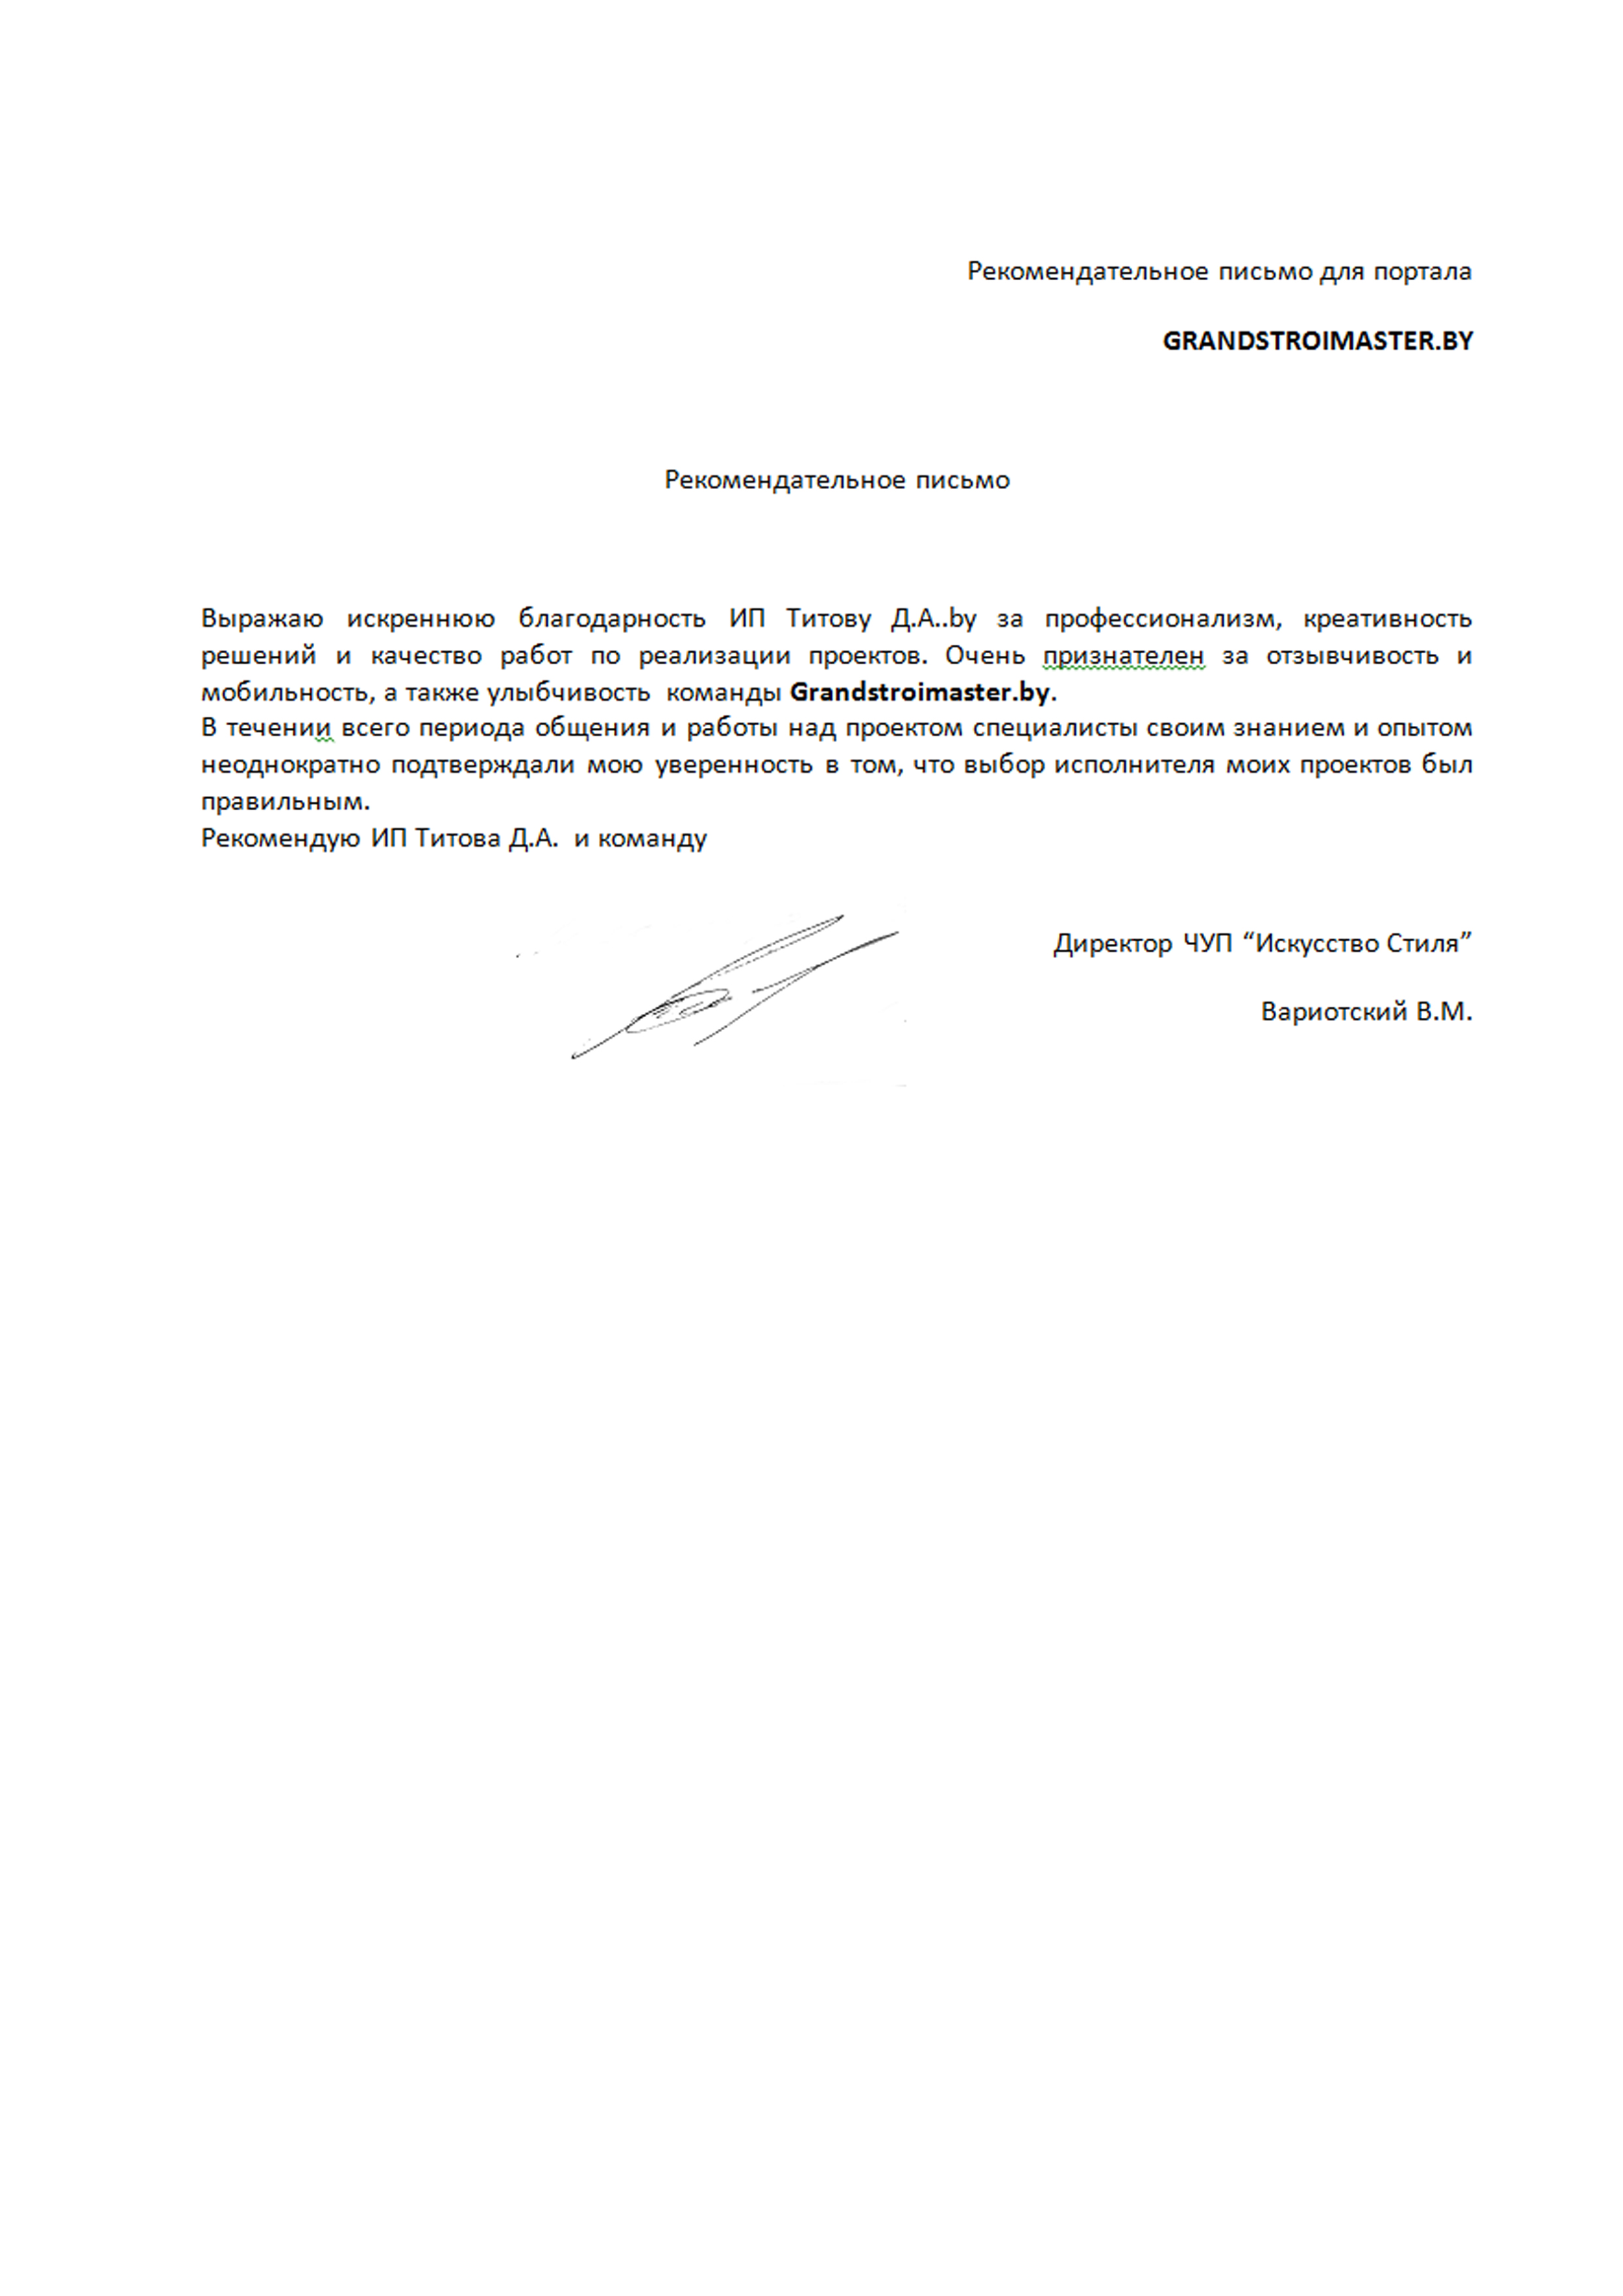 Рекомендательное письмо для портала
GRANDSTROIMASTER.BY
Рекомендательное письмо
Выражаю искреннюю благодарность ИП Титову Д.А..by за профессионализм, креативность
решений и качество работ по реализации проектов. Очень признателен за отзывчивость и
мобильность, а также улыбчивость  команды Grandstroimaster.by.
В течении всего периода общения и работы над проектом специалисты своим знанием и опытом
неоднократно подтверждали мою уверенность в том, что выбор исполнителя моих проектов был
правильным.
Рекомендую ИП Титова Д.А.  и команду
Директор ЧУП “Искусство Стиля”
Вариотский В.М.